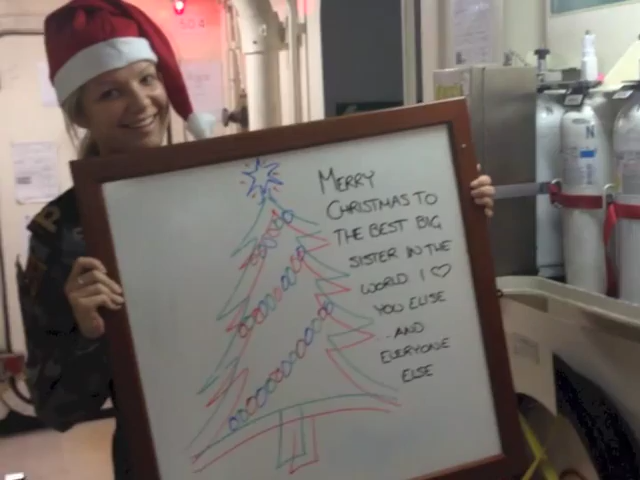 MERRY
CHRISTMAS TO
THE BEST BIG
SISTER IN THE
WORLD I ♡
YOU ELISE
AND
EVERYONE
ELSE
N